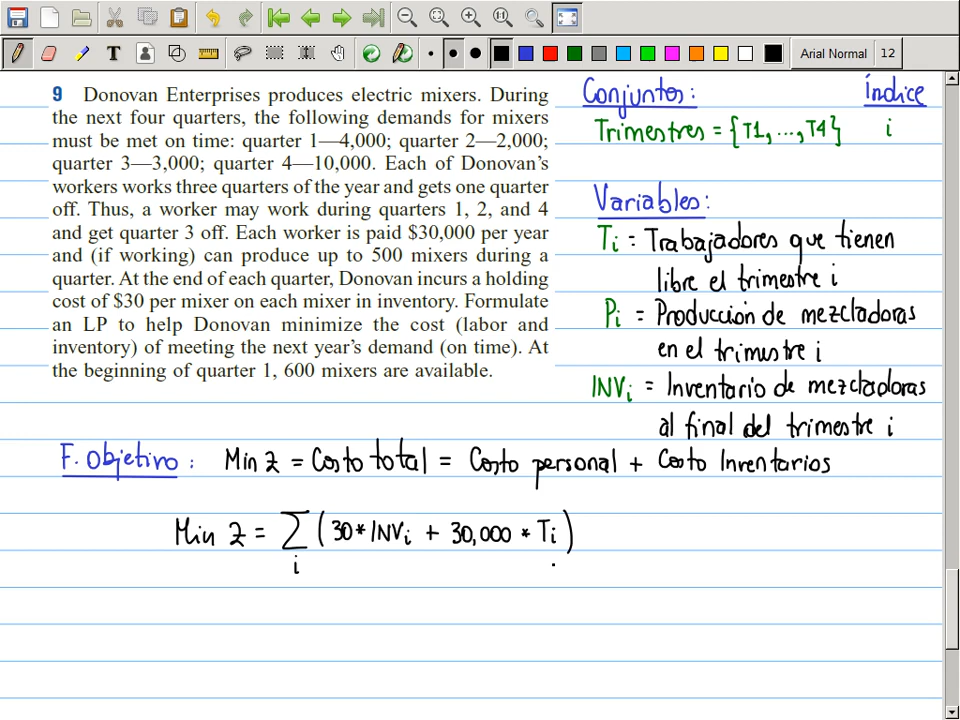 Arial Normal 12
9 Donovan Enterprises produces electric mixers. During
the next four quarters, the following demands for mixers
must be met on time: quarter 1—4,000; quarter 2—2,000;
quarter 3—3,000; quarter 4—10,000. Each of Donovan's
workers works three quarters of the year and gets one quarter
off. Thus, a worker may work during quarters 1, 2, and 4
and get quarter 3 off. Each worker is paid $30,000 per year
and (if working) can produce up to 500 mixers during a
quarter. At the end of each quarter, Donovan incurs a holding
cost of $30 per mixer on each mixer in inventory. Formulate
an LP to help Donovan minimize the cost (labor and
inventory) of meeting the next year's demand (on time). At
the beginning of quarter 1, 600 mixers are available.
Conjuntos: Índice
Trimestres = {T1, ..., T4} i
Variables:
Ti = Trabajadores que tienen
libre el trimestre i
Pi = Producción de mezcladoras
en el trimestre i
INVi = Inventario de mezcladoras
al final del trimestre i
F. Objetivo: Min Z = Costo total = Costo personal + Costo Inventarios
Min Z = ∑ (30*INVi + 30,000 * Ti)
i